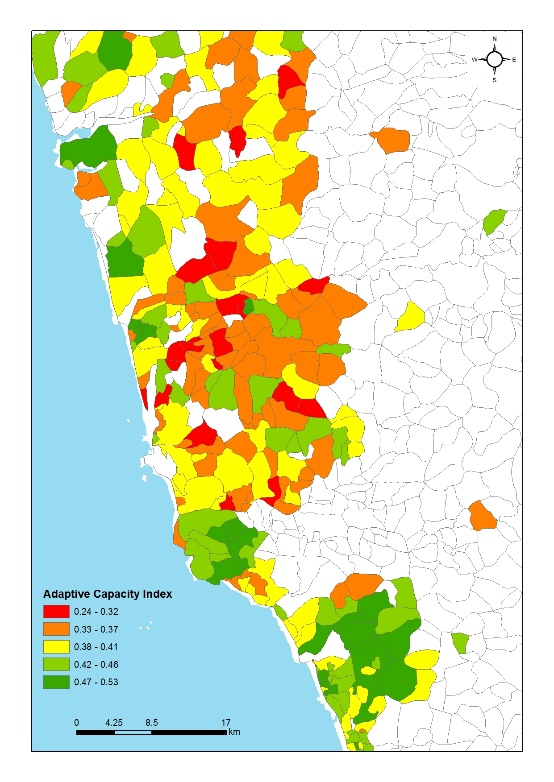 N
W E
S
Adaptive Capacity Index
0.24 - 0.32
0.33 - 0.37
0.38 - 0.41
0.42 - 0.46
0.47 - 0.53
0 4.25 8.5 17
km